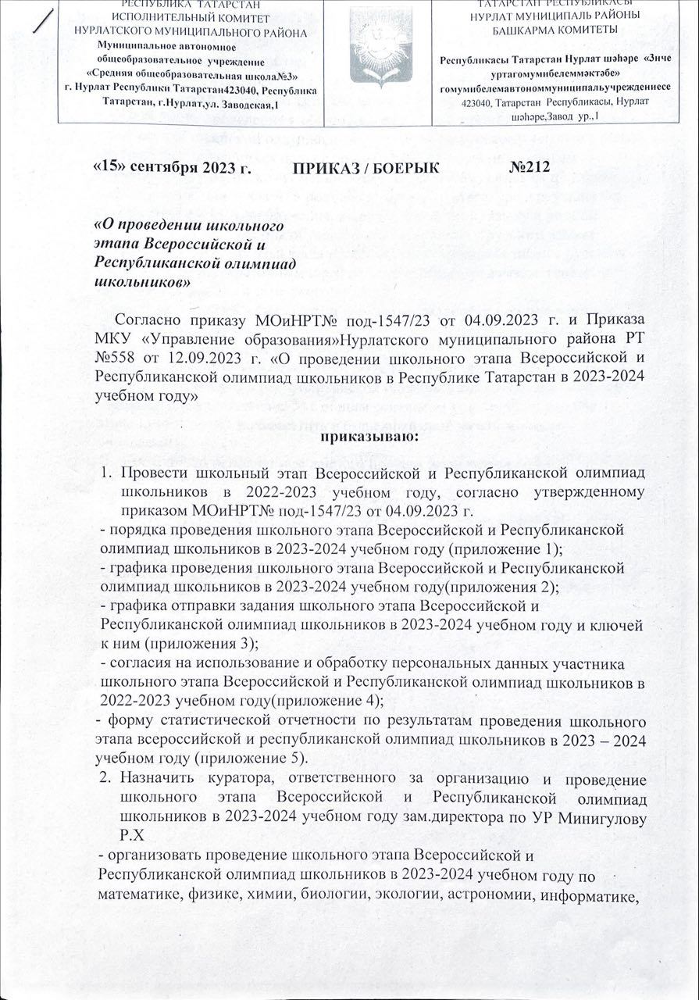 РЕСПУБЛИКА ТАТАРСТАН
ИСПОЛНИТЕЛЬНЫЙ КОМИТЕТ
НУРЛАТСКОГО МУНИЦИПАЛЬНОГО РАЙОНА
Муниципальное автономное
общеобразовательное учреждение
«Средняя общеобразовательная школа№3»
г. Нурлат Республики Татарстан423040, Республика
Татарстан, г.Нурлат,ул. Заводская,1
ТАТАРСТАН РЕСПУБЛИКАСЫ
НУРЛАТ МУНИЦИПАЛЬ РАЙОНЫ
БАШКАРМА КОМИТЕТЫ
Республикасы Татарстан Нурлат шәһәре «3нче
уртагомумибелеммәктәбе»
гомумибелемавтономмуниципальучреждениесе
423040, Татарстан Республикасы, Нурлат
шәһәре,Завод ур.,1
«15» сентября 2023 г. ПРИКАЗ / БОЕРЫК №212
«О проведении школьного
этапа Всероссийской и
Республиканской олимпиад
школьников»
Согласно приказу МОиНРТ№ под-1547/23 от 04.09.2023 г. и Приказа
МКУ «Управление образования»Нурлатского муниципального района РТ
№558 от 12.09.2023 г. «О проведении школьного этапа Всероссийской и
Республиканской олимпиад школьников в Республике Татарстан в 2023-2024
учебном году»
приказываю:
1. Провести школьный этап Всероссийской и Республиканской олимпиад
школьников в 2022-2023 учебном году, согласно утвержденному
приказом МОиНРТ№ под-1547/23 от 04.09.2023 г.
- порядка проведения школьного этапа Всероссийской и Республиканской
олимпиад школьников в 2023-2024 учебном году (приложение 1);
- графика проведения школьного этапа Всероссийской и Республиканской
олимпиад школьников в 2023-2024 учебном году(приложения 2);
- графика отправки задания школьного этапа Всероссийской и
Республиканской олимпиад школьников в 2023-2024 учебном году и ключей
к ним (приложения 3);
- согласия на использование и обработку персональных данных участника
школьного этапа Всероссийской и Республиканской олимпиад школьников в
2022-2023 учебном году(приложение 4);
- форму статистической отчетности по результатам проведения школьного
этапа всероссийской и республиканской олимпиад школьников в 2023 – 2024
учебном году (приложение 5).
2. Назначить куратора, ответственного за организацию и проведение
школьного этапа Всероссийской и Республиканской олимпиад
школьников в 2023-2024 учебном году зам.директора по УР Минигулову
Р.Х
- организовать проведение школьного этапа Всероссийской и
Республиканской олимпиад школьников в 2023-2024 учебном году по
математике, физике, химии, биологии, экологии, астрономии, информатике,